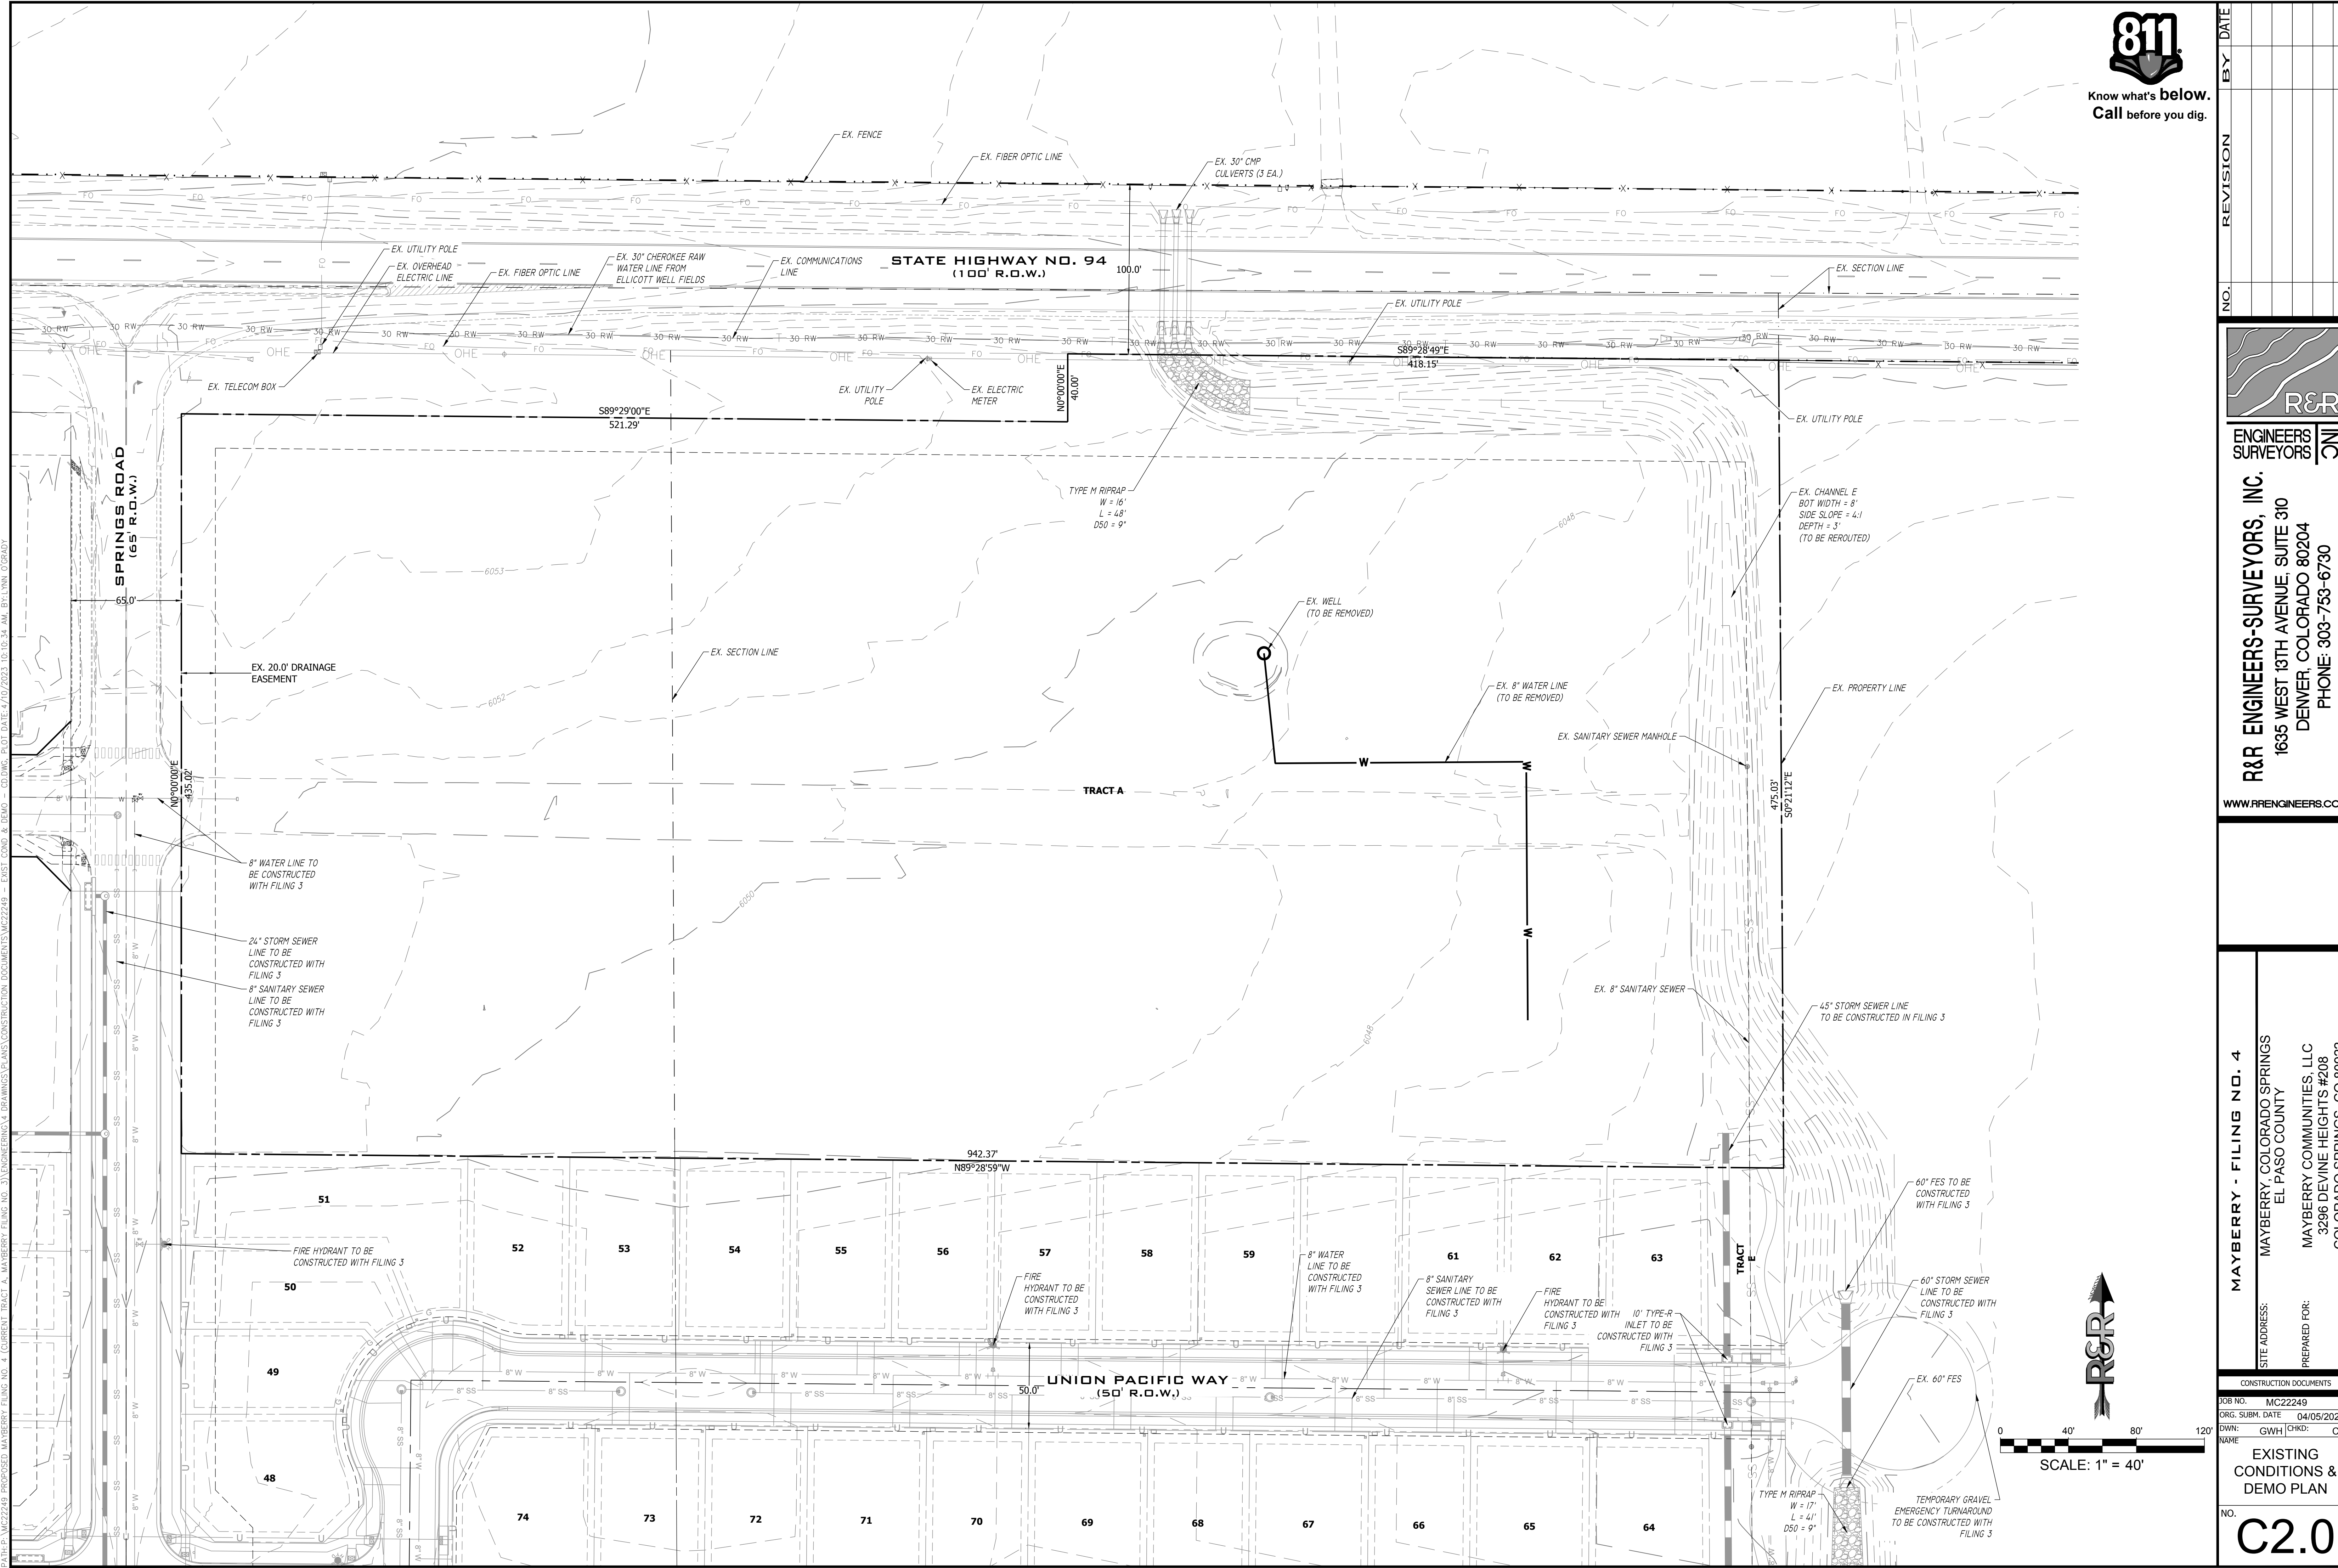 811
Know what's below.
Call before you dig.
EX. FENCE
EX. FIBER OPTIC LINE
EX. 30" CMP
CULVERTS (3 EA.)
EX. UTILITY POLE
EX. OVERHEAD
ELECTRIC LINE
EX. FIBER OPTIC LINE
EX. 30" CHEROKEE RAW
WATER LINE FROM
ELLICOTT WELL FIELDS
EX. COMMUNICATIONS
LINE
STATE HIGHWAY NO. 94
(100' R.O.W.)
100.0'
EX. SECTION LINE
EX. UTILITY POLE
S89°28'49"E
418.15'
EX. TELECOM BOX
EX. UTILITY
POLE
EX. ELECTRIC
METER
N0°00'00"E
40.00'
S89°29'00"E
521.29'
EX. UTILITY POLE
SPRINGS ROAD
(65' R.O.W.)
65.0'
TYPE M RIPRAP
W = 16'
L = 48'
D50 = 9"
EX. CHANNEL E
BOT WIDTH = 8'
SIDE SLOPE = 4:1
DEPTH = 3'
(TO BE REROUTED)
6048
6053
EX. WELL
(TO BE REMOVED)
EX. 20.0' DRAINAGE
EASEMENT
EX. SECTION LINE
6052
EX. 8" WATER LINE
(TO BE REMOVED)
EX. PROPERTY LINE
EX. SANITARY SEWER MANHOLE
N0°00'00"E
435.02'
TRACT A
475.03'
S0°21'12"E
8" WATER LINE TO
BE CONSTRUCTED
WITH FILING 3
6050
24" STORM SEWER
LINE TO BE
CONSTRUCTED WITH
FILING 3
8" SANITARY SEWER
LINE TO BE
CONSTRUCTED WITH
FILING 3
EX. 8" SANITARY SEWER
45" STORM SEWER LINE
TO BE CONSTRUCTED IN FILING 3
6048
942.37'
N89°28'59"W
51
52
53
54
55
56
57
58
59
61
62
63
TRACT
E
60" FES TO BE
CONSTRUCTED
WITH FILING 3
FIRE HYDRANT TO BE
CONSTRUCTED WITH FILING 3
50
FIRE
HYDRANT TO BE
CONSTRUCTED
WITH FILING 3
8" WATER
LINE TO BE
CONSTRUCTED
WITH FILING 3
8" SANITARY
SEWER LINE TO BE
CONSTRUCTED WITH
FILING 3
FIRE
HYDRANT TO BE
CONSTRUCTED WITH
FILING 3
10' TYPE-R
INLET TO BE
CONSTRUCTED WITH
FILING 3
60" STORM SEWER
LINE TO BE
CONSTRUCTED WITH
FILING 3
49
UNION PACIFIC WAY
(50' R.O.W.)
50.0'
EX. 60" FES
48
74
73
72
71
70
69
68
67
66
65
64
TYPE M RIPRAP
W = 17'
L = 41'
D50 = 9"
TEMPORARY GRAVEL
EMERGENCY TURNAROUND
TO BE CONSTRUCTED WITH
FILING 3
R&R
0 40' 80' 120'
SCALE: 1" = 40'
NO. REVISION BY DATE
R&R
ENGINEERS
SURVEYORS
INC
R&R ENGINEERS-SURVEYORS, INC.
1635 WEST 13TH AVENUE, SUITE 310
DENVER, COLORADO 80204
PHONE: 303-753-6730
MAYBERRY - FILING NO. 4
SITE ADDRESS:
MAYBERRY, COLORADO SPRINGS
EL PASO COUNTY
PREPARED FOR:
MAYBERRY COMMUNITIES, LLC
3296 DEVINE HEIGHTS #208
CONSTRUCTION DOCUMENTS
JOB NO. MC22249
ORG. SUBM. DATE
DWN: GWH CHKD:
NAME
EXISTING
CONDITIONS &
DEMO PLAN
NO.
C2.0